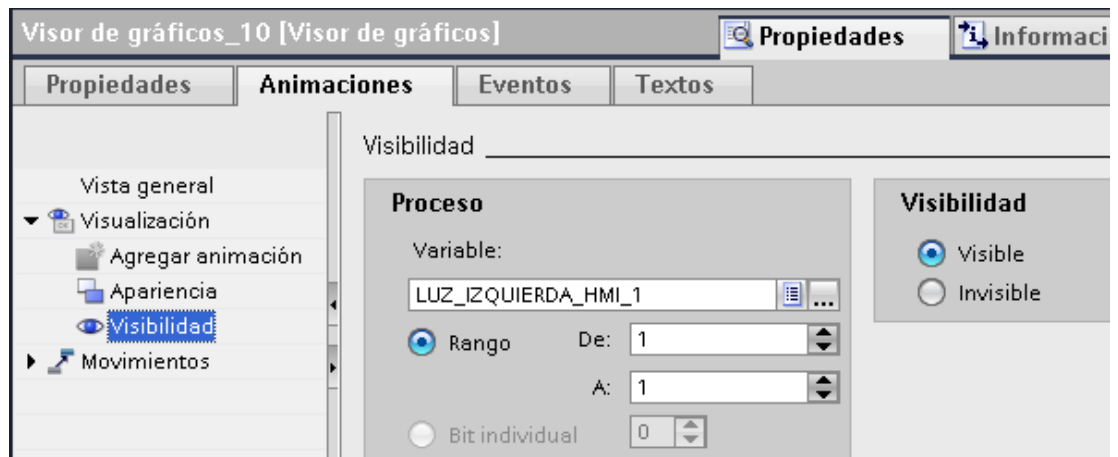 Visor de gráficos_10 [Visor de gráficos]
Propiedades
Propiedades
Animaciones
Eventos
Textos
Vista general
Visualización
Agregar animación
Apariencia
Visibilidad
Movimientos
Visibilidad
Proceso
Variable:
LUZ_IZQUIERDA_HMI_1
...
Rango De: 1
A: 1
Bit individual 0
Visibilidad
Visible
Invisible